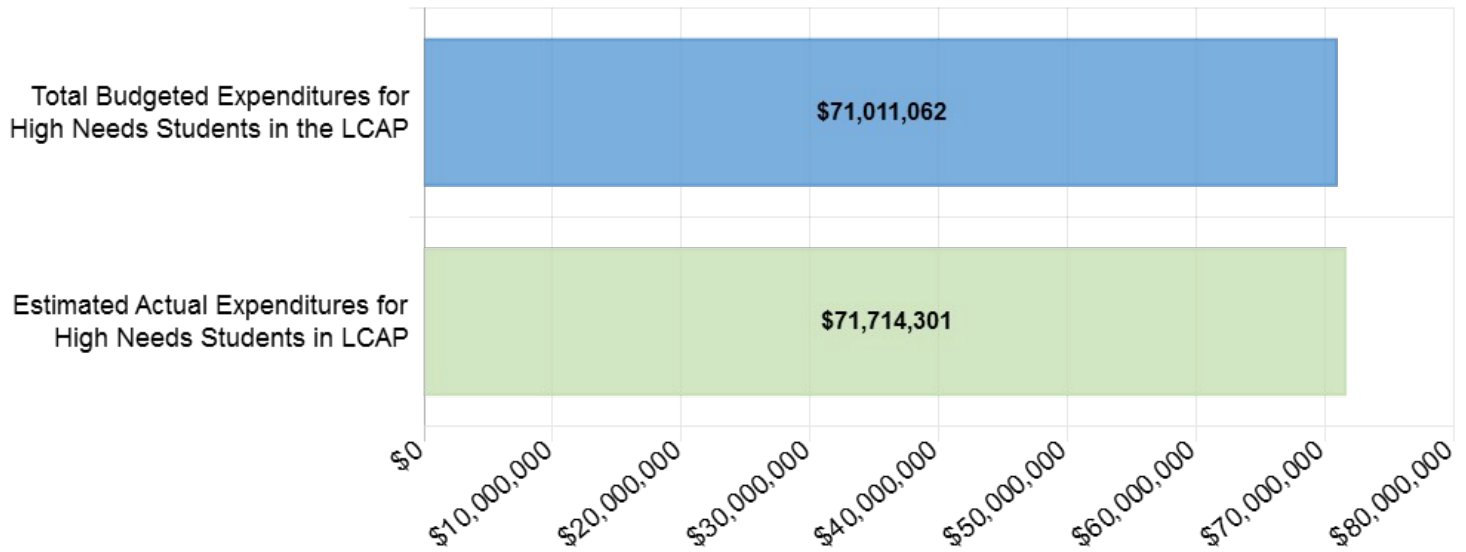 Total Budgeted Expenditures for
High Needs Students in the LCAP
$71,011,062
Estimated Actual Expenditures for
High Needs Students in LCAP
$71,714,301
$0
$10,000,000
$20,000,000
$30,000,000
$40,000,000
$50,000,000
$60,000,000
$70,000,000
$80,000,000